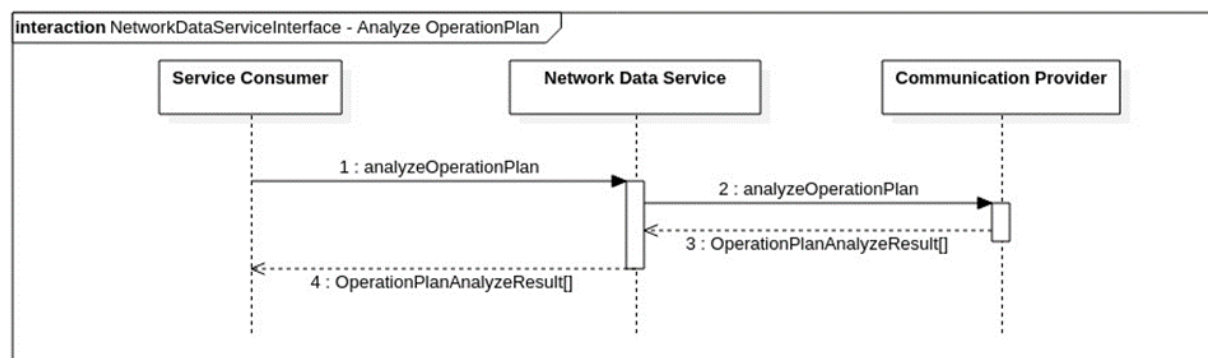 interaction NetworkDataServiceInterface - Analyze OperationPlan
Service Consumer
Network Data Service
Communication Provider
1 : analyzeOperationPlan
2 : analyzeOperationPlan
3 : OperationPlanAnalyzeResult[]
4 : OperationPlanAnalyzeResult[]